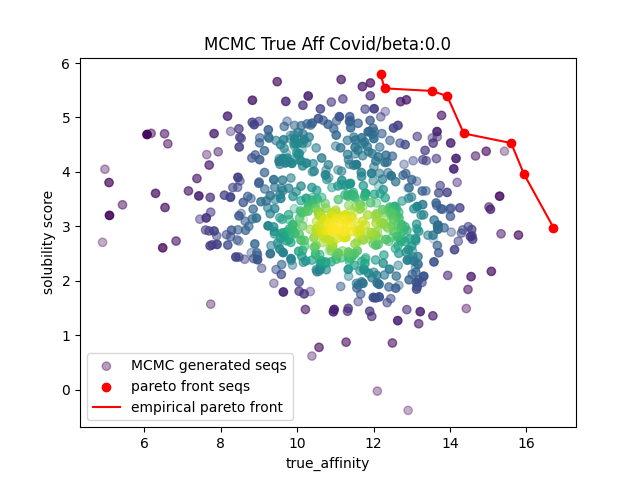 MCMC True Aff Covid/beta:0.0
solubility score
6
5
4
3
2
1
0
MCMC generated seqs
pareto front seqs
empirical pareto front
6 8 10 12 14 16
true_affinity